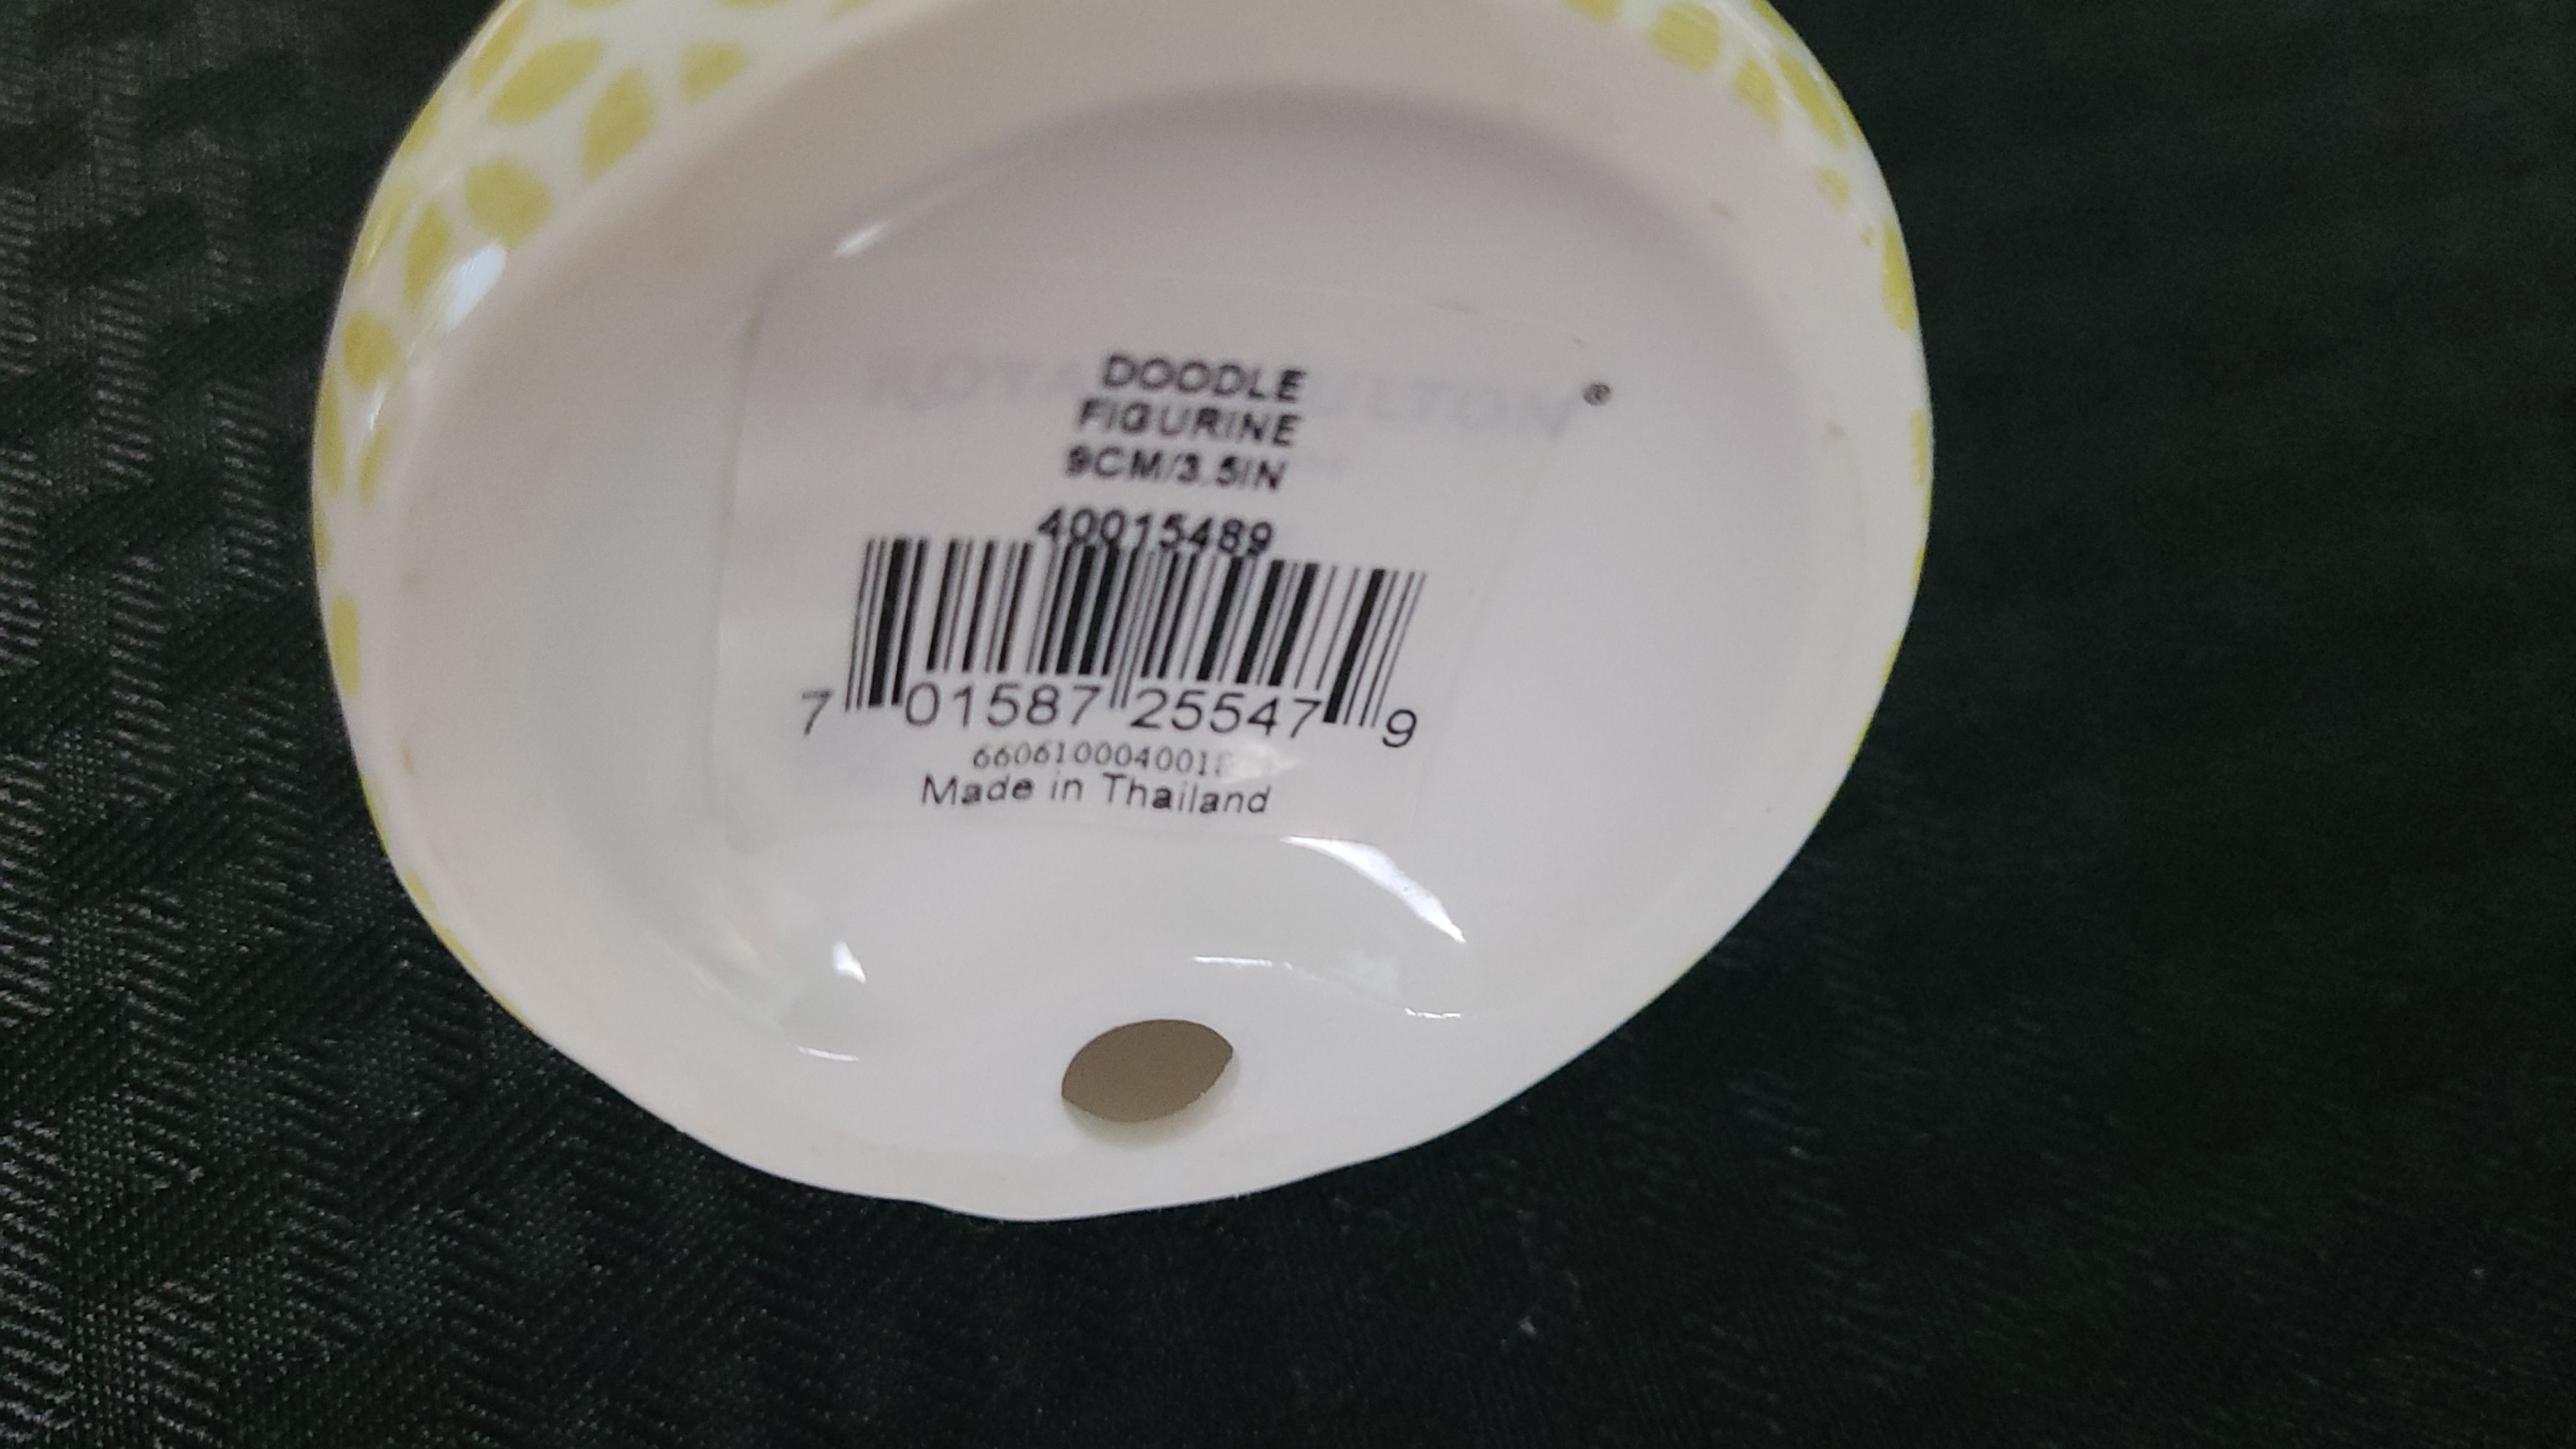 DOODLE
FIGURINE
9CM/3.5IN
40015489
7 01587 25547 9
Made in Thailand